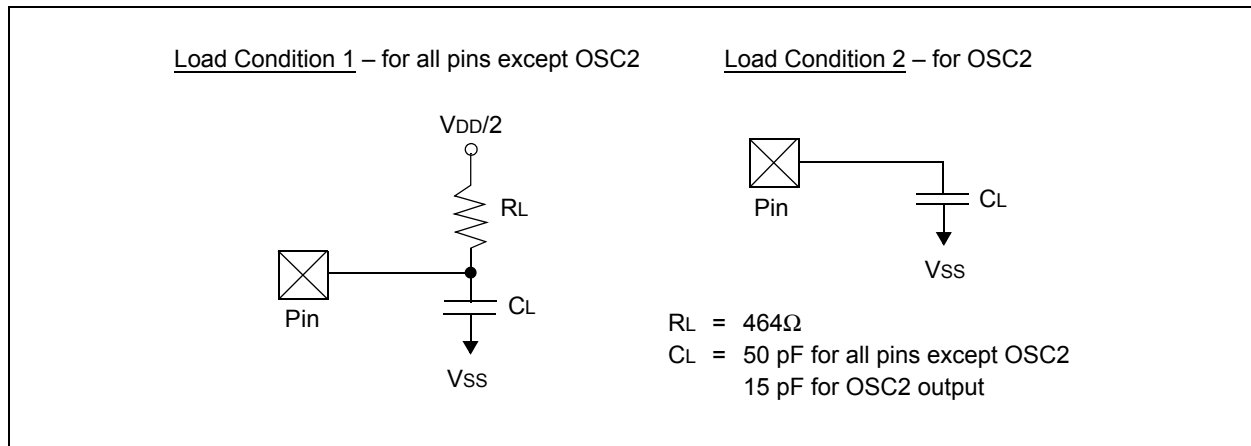 Load Condition 1 – for all pins except OSC2
Load Condition 2 – for OSC2
VDD/2
RL
Pin
CL
VSS
Pin
CL
VSS
RL = 464Ω
CL = 50 pF for all pins except OSC2
15 pF for OSC2 output